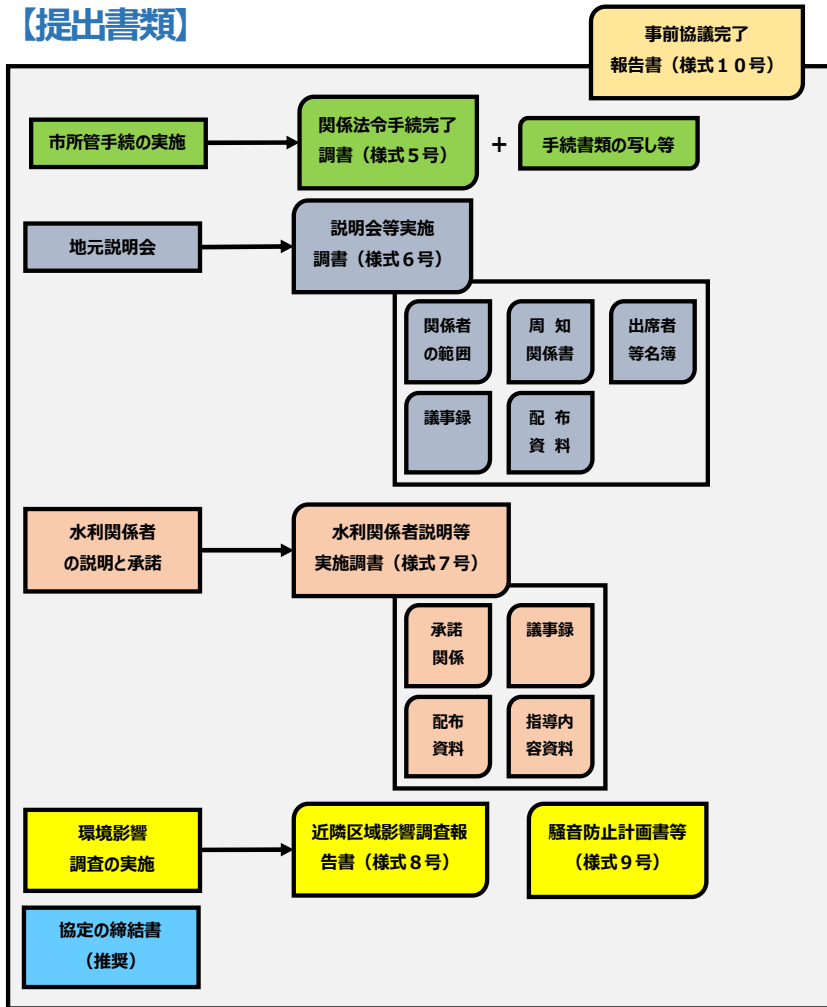 【提出書類】
事前協議完了
報告書（様式１０号）
市所管手続の実施
関係法令手続完了
調書（様式５号）
+
手続書類の写し等
地元説明会
説明会等実施
調書（様式６号）
関係者
の範囲
周 知
関係書
出席者
等名簿
議事録
配 布
資 料
水利関係者
の説明と承諾
水利関係者説明等
実施調書（様式７号）
承諾
関係
議事録
配布
資料
指導内
容資料
環境影響
調査の実施
近隣区域影響調査報
告書（様式８号）
騒音防止計画書等
（様式９号）
協定の締結書
（推奨）